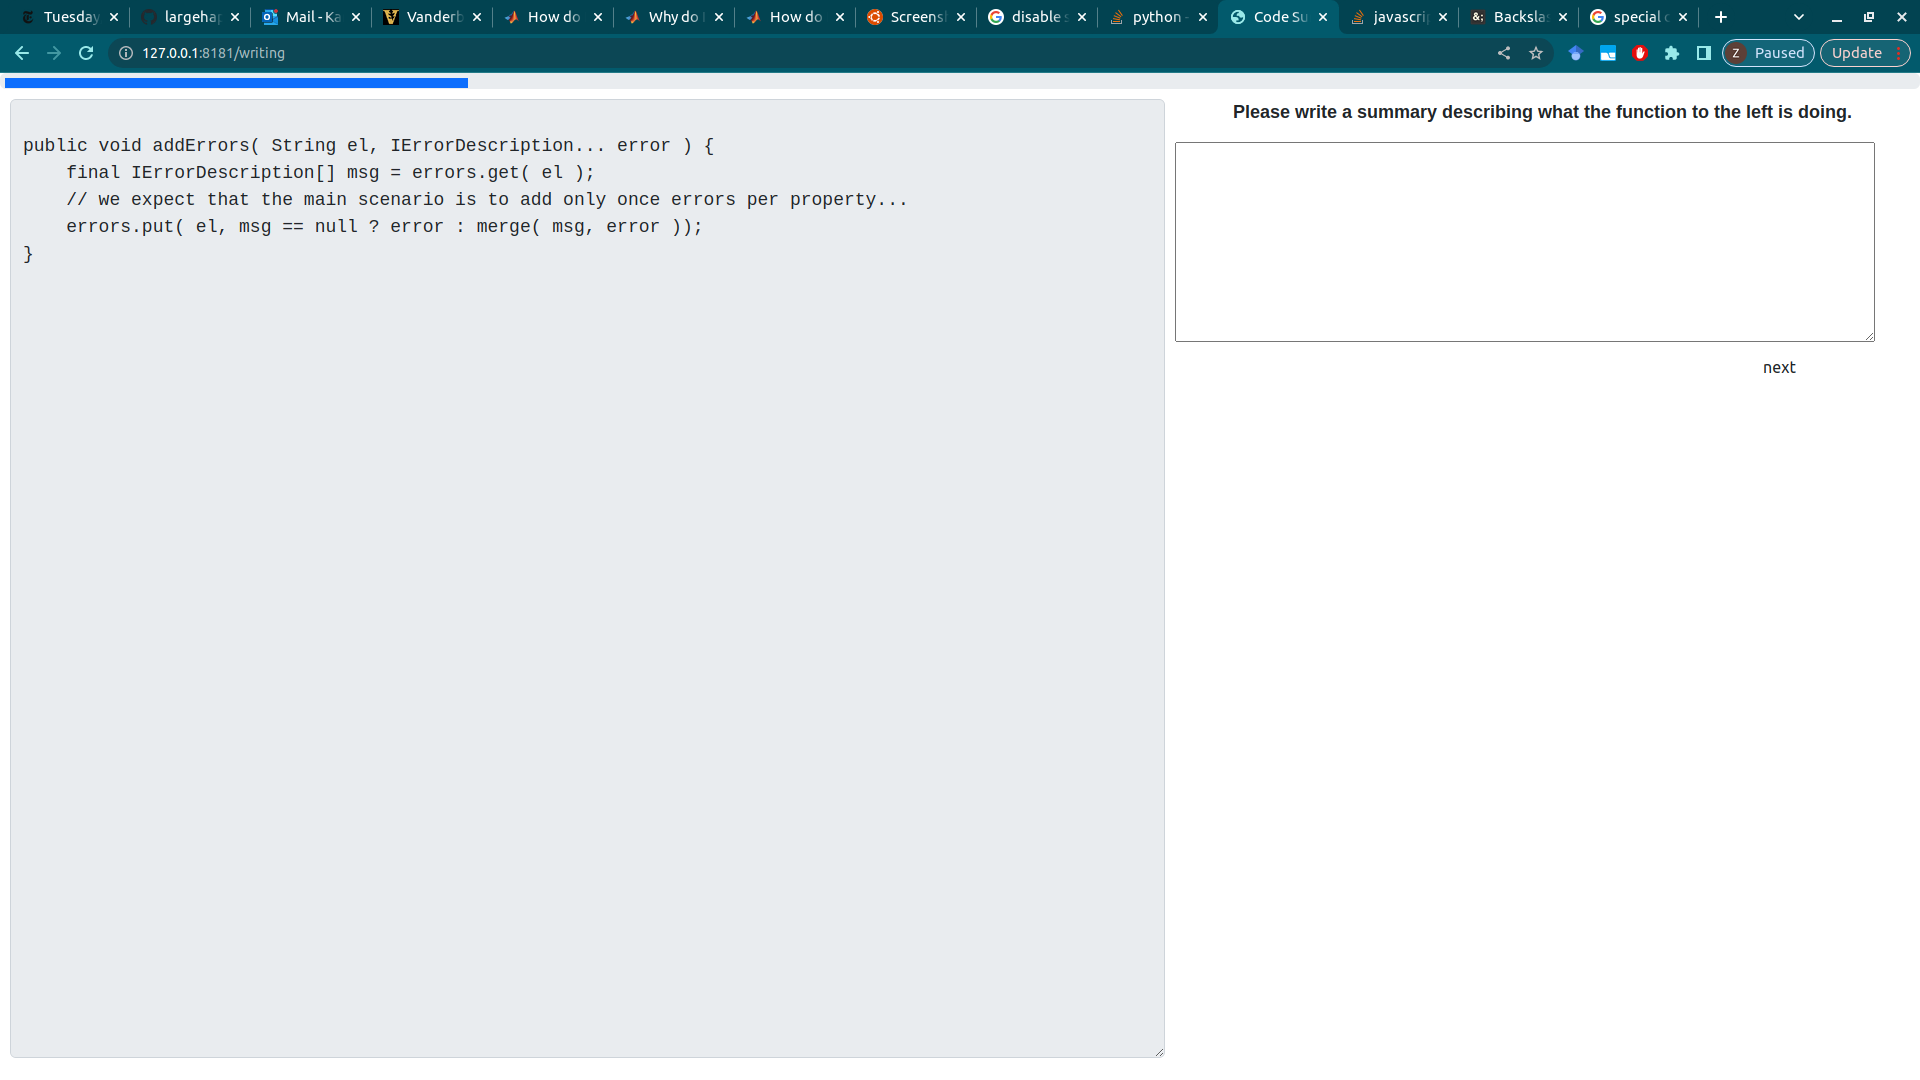 Tuesday
largehap
Mail - Ka
Vanderb
How do
Why do
How do
Screens
disable s
python -
Code Su
javascrip
Backsla
special c
127.0.0.1:8181/writing
Z Paused
Update
Please write a summary describing what the function to the left is doing.
public void addErrors( String el, IErrorDescription... error ) {
    final IErrorDescription[] msg = errors.get( el );
    // we expect that the main scenario is to add only once errors per property...
    errors.put( el, msg == null ? error : merge( msg, error ));
}
next